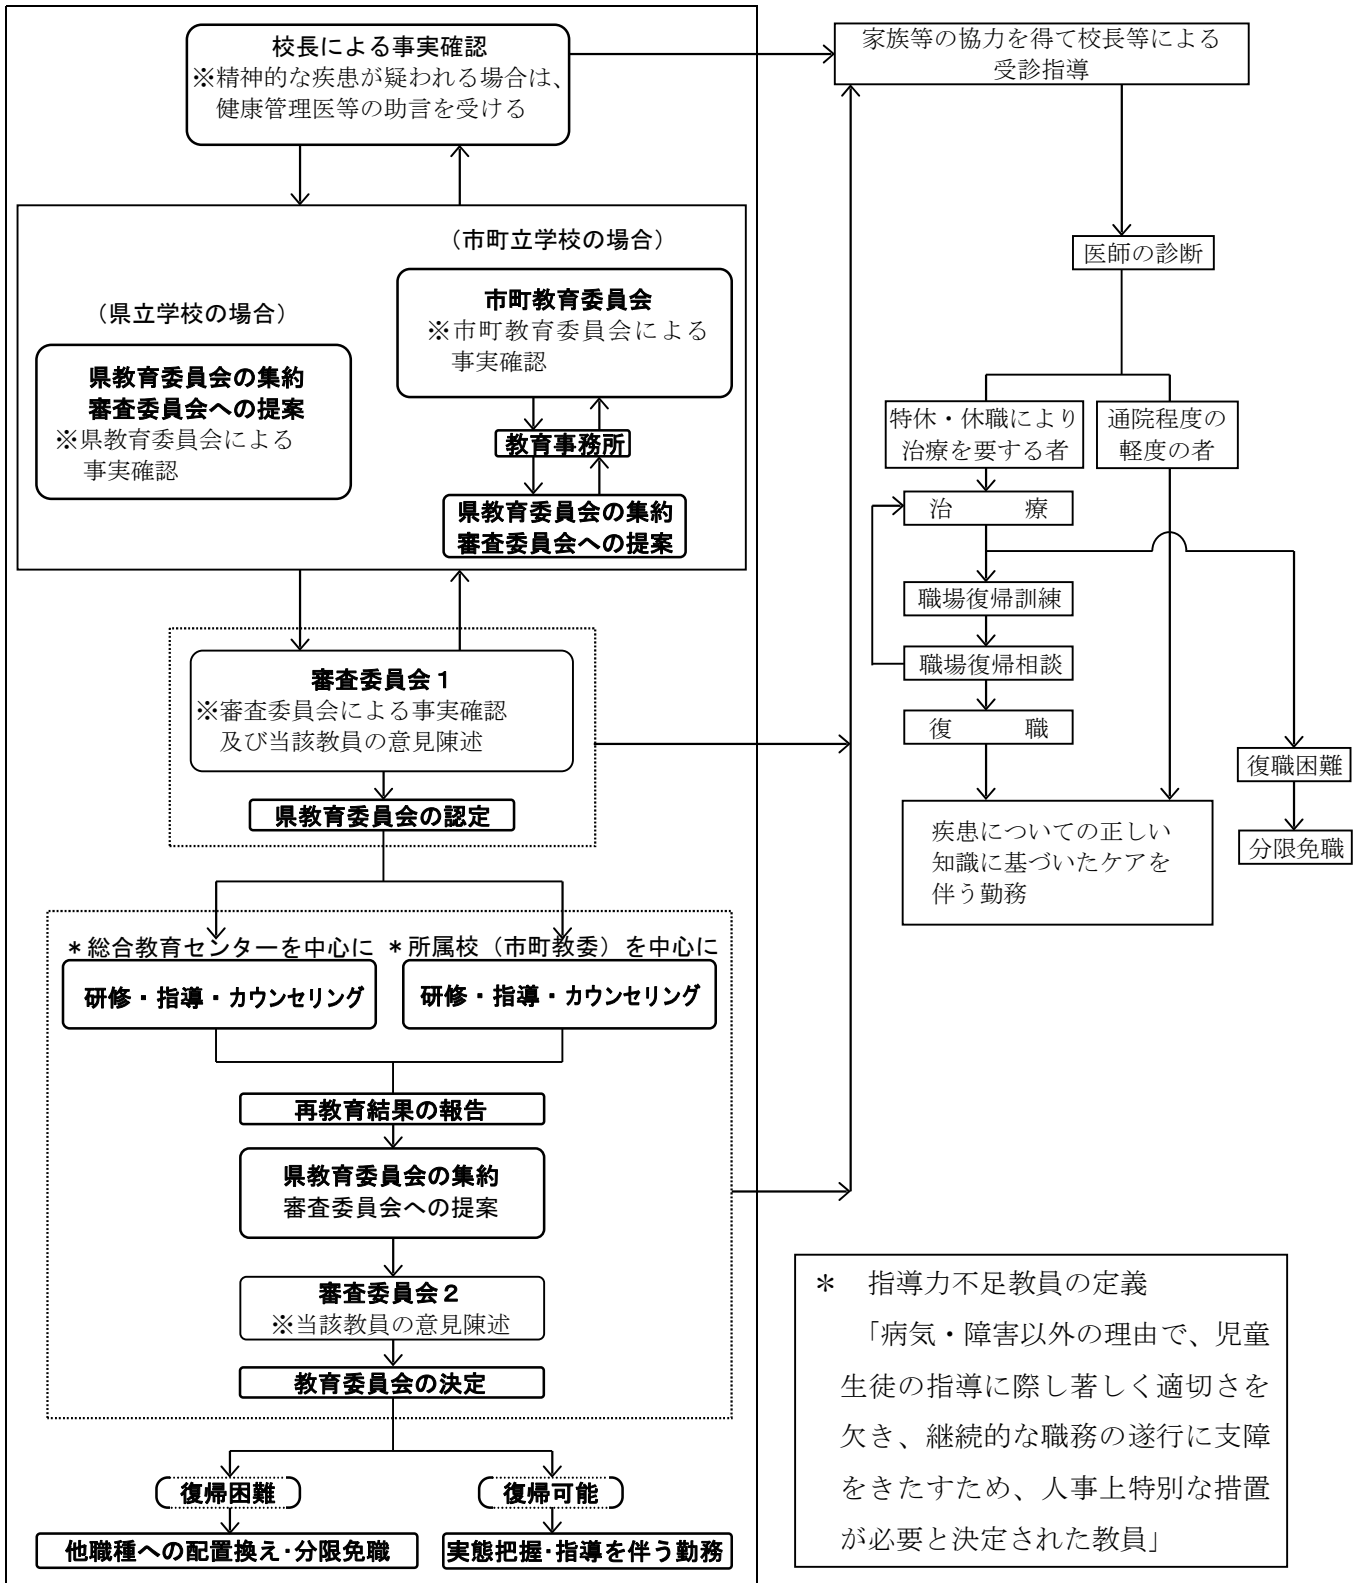 校長による事実確認
※精神的な疾患が疑われる場合は、
健康管理医等の助言を受ける
(県立学校の場合)
県教育委員会の集約
審査委員会への提案
※県教育委員会による
事実確認
(市町立学校の場合)
市町教育委員会
※市町教育委員会による
事実確認
教育事務所
県教育委員会の集約
審査委員会への提案
審査委員会1
※審査委員会による事実確認
及び当該教員の意見陳述
県教育委員会の認定
*総合教育センターを中心に
研修・指導・カウンセリング
*所属校(市町教委)を中心に
研修・指導・カウンセリング
再教育結果の報告
県教育委員会の集約
審査委員会への提案
審査委員会2
※当該教員の意見陳述
教育委員会の決定
復帰困難
他職種への配置換え・分限免職
復帰可能
実態把握・指導を伴う勤務
家族等の協力を得て校長等による
受診指導
医師の診断
特休・休職により
治療を要する者
通院程度の
軽度の者
治 療
職場復帰訓練
職場復帰相談
復 職
復職困難
分限免職
疾患についての正しい
知識に基づいたケアを
伴う勤務
* 指導力不足教員の定義
「病気・障害以外の理由で、児童
生徒の指導に際し著しく適切さを
欠き、継続的な職務の遂行に支障
をきたすため、人事上特別な措置
が必要と決定された教員」